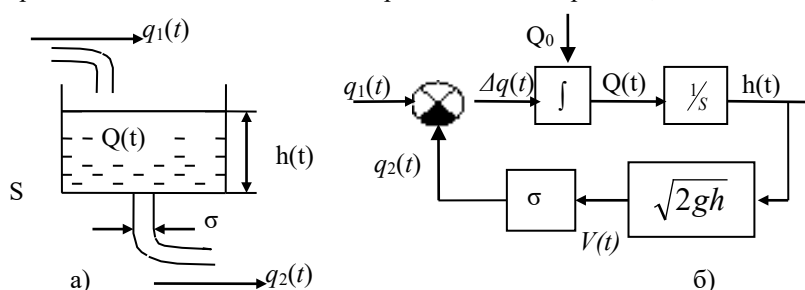 q₁(t)
Q(t)
h(t)
S
σ
q₂(t)
а)
Q₀
q₁(t)
Δq(t)
∫
Q(t)
1/S
h(t)
q₂(t)
σ
√2gh
V(t)
б)